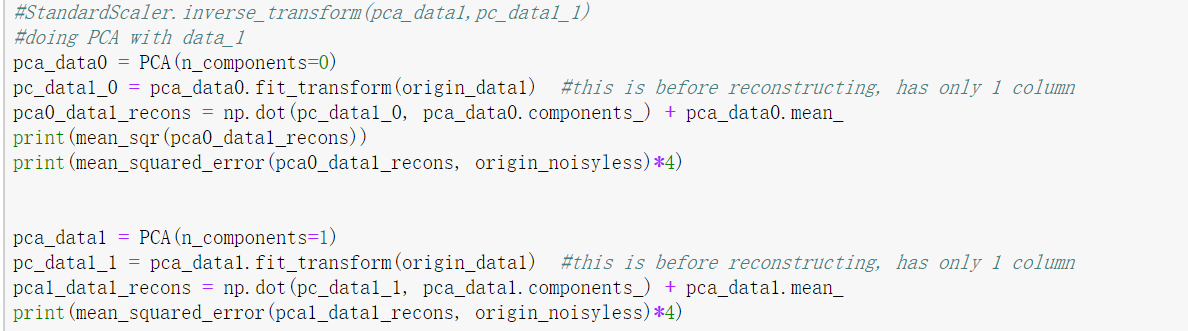 #StandardScaler.inverse_transform(pca_data1,pc_data1_1)
#doing PCA with data_1
pca_data0 = PCA(n_components=0)
pc_data1_0 = pca_data0.fit_transform(origin_data1)  #this is before reconstructing, has only 1 column
pca0_data1_recons = np.dot(pc_data1_0, pca_data0.components_) + pca_data0.mean_
print(mean_sqr(pca0_data1_recons))
print(mean_squared_error(pca0_data1_recons, origin_noisyless)*4)
pca_data1 = PCA(n_components=1)
pc_data1_1 = pca_data1.fit_transform(origin_data1)  #this is before reconstructing, has only 1 column
pca1_data1_recons = np.dot(pc_data1_1, pca_data1.components_) + pca_data1.mean_
print(mean_squared_error(pca1_data1_recons, origin_noisyless)*4)